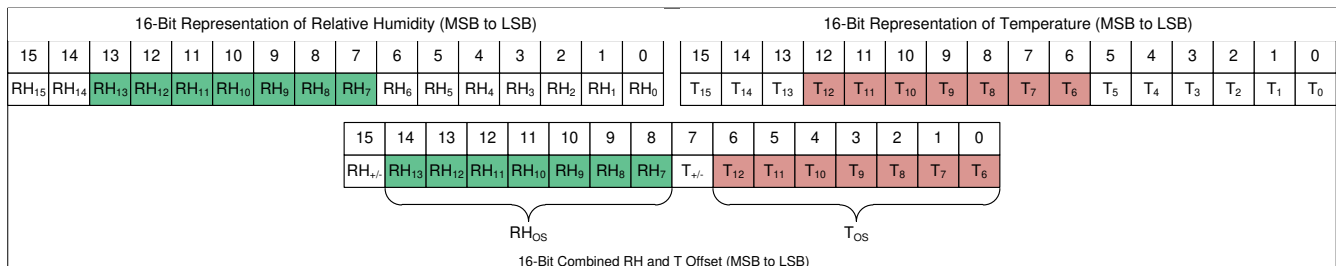 16-Bit Representation of Relative Humidity (MSB to LSB) 16-Bit Representation of Temperature (MSB to LSB)
15 14 13 12 11 10 9 8 7 6 5 4 3 2 1 0 15 14 13 12 11 10 9 8 7 6 5 4 3 2 1 0
RH15 RH14 RH13 RH12 RH11 RH10 RH9 RH8 RH7 RH6 RH5 RH4 RH3 RH2 RH1 RH0 T15 T14 T13 T12 T11 T10 T9 T8 T7 T6 T5 T4 T3 T2 T1 T0
15 14 13 12 11 10 9 8 7 6 5 4 3 2 1 0
RH+/- RH13 RH12 RH11 RH10 RH9 RH8 RH7 T+/- T12 T11 T10 T9 T8 T7 T6
RHOS TOS
16-Bit Combined RH and T Offset (MSB to LSB)